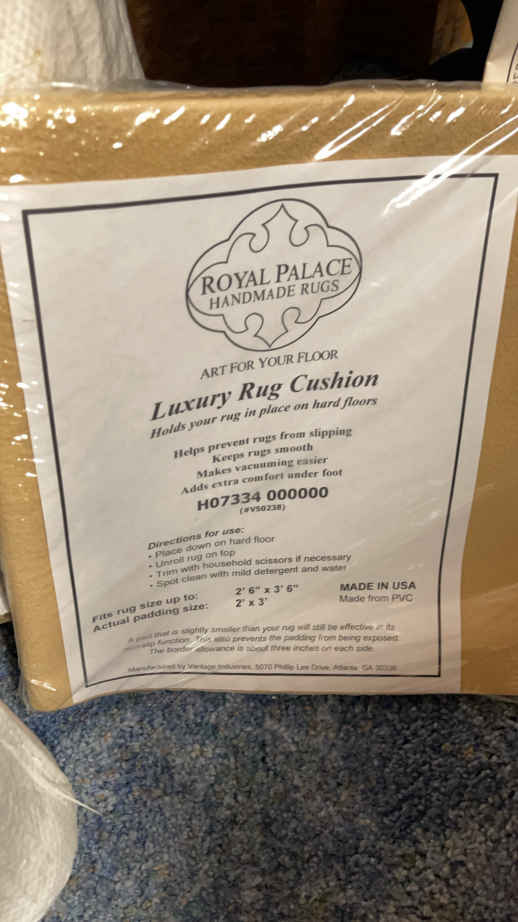 ROYAL PALACE
HANDMADE RUGS
ART FOR YOUR FLOOR
Luxury Rug Cushion
Holds your rug in place on hard floors
Helps prevent rugs from slipping
Keeps rugs smooth
Makes vacuuming easier
Adds extra comfort under foot
H07334 000000
(#VS0238)
Directions for use:
• Place down on hard floor
• Unroll rug on top
• Trim with household scissors if necessary
• Spot clean with mild detergent and water
Fits rug size up to: 2' 6" x 3' 6" MADE IN USA
Actual padding size: 2' x 3' Made from PVC
A pad that is slightly smaller than your rug will still be effective in its
non-slip function. This also prevents the padding from being exposed.
The border allowance is about three inches on each side.
Manufactured by Vantage Industries, 5070 Phillip Lee Drive, Atlanta GA 30336